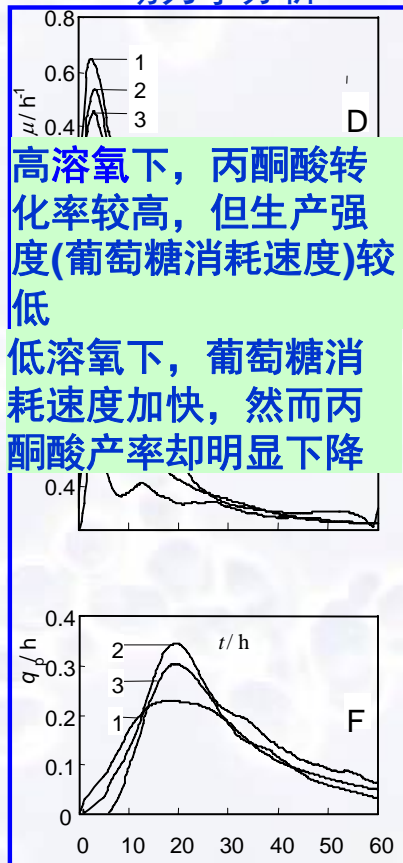 0.8
0.6
0.4
μ/h-1
1
2
3
D
高溶氧下，丙酮酸转
化率较高，但生产强
度(葡萄糖消耗速度)较
低
低溶氧下，葡萄糖消
耗速度加快，然而丙
酮酸产率却明显下降
0.4
0.4
0.3
0.2
0.1
0
qp/h
2
3
1
t/h
F
0 10 20 30 40 50 60